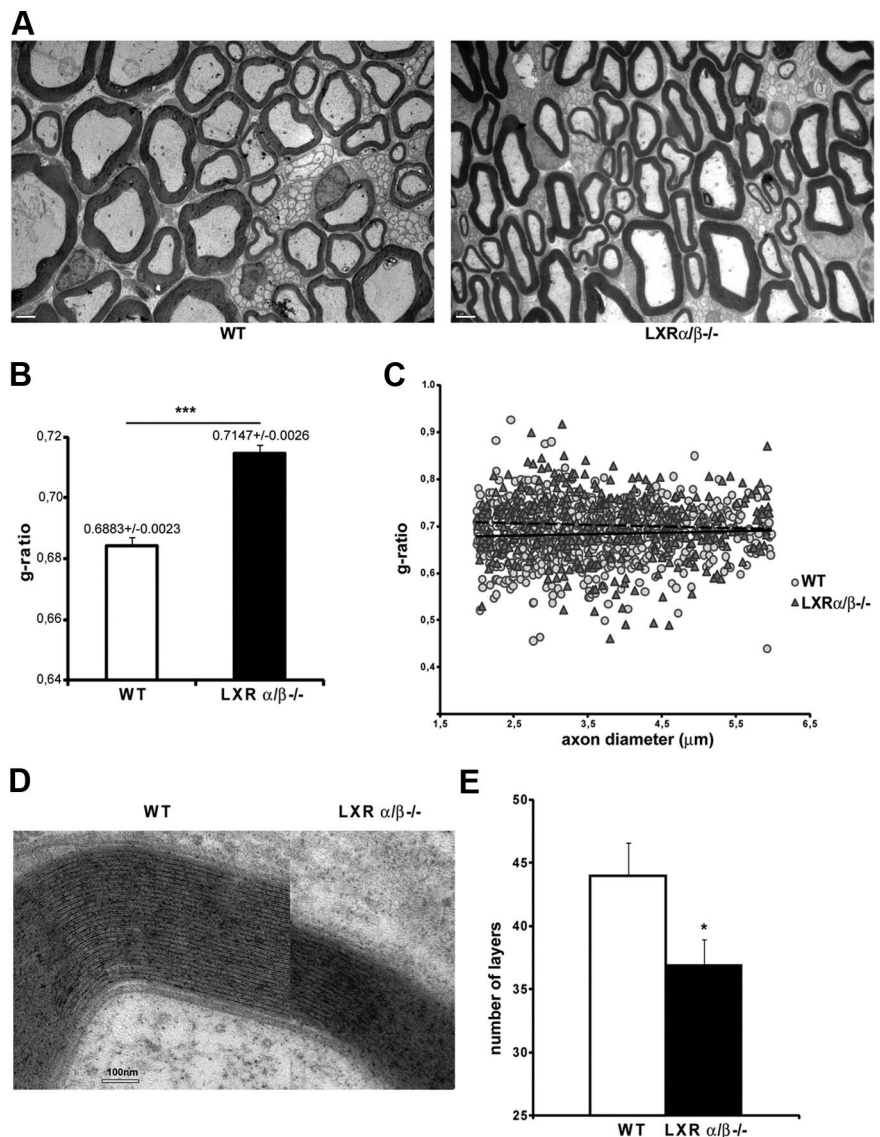 A
WT
LXRα/β-/-
B
g-ratio
0,72
0,70
0,68
0,66
0,64
***
0.6883+/-0.0023
0.7147+/-0.0026
WT
LXR α/β-/-
C
g-ratio
1.0
0,9
0,8
0,7
0,6
0,5
0,4
1,5
2,5
3,5
4,5
5,5
6,5
axon diameter (μm)
WT
LXRα/β-/-
D
WT
LXR α/β-/-
100nm
E
number of layers
50
45
40
35
30
25
*
WT
LXR α/β-/-